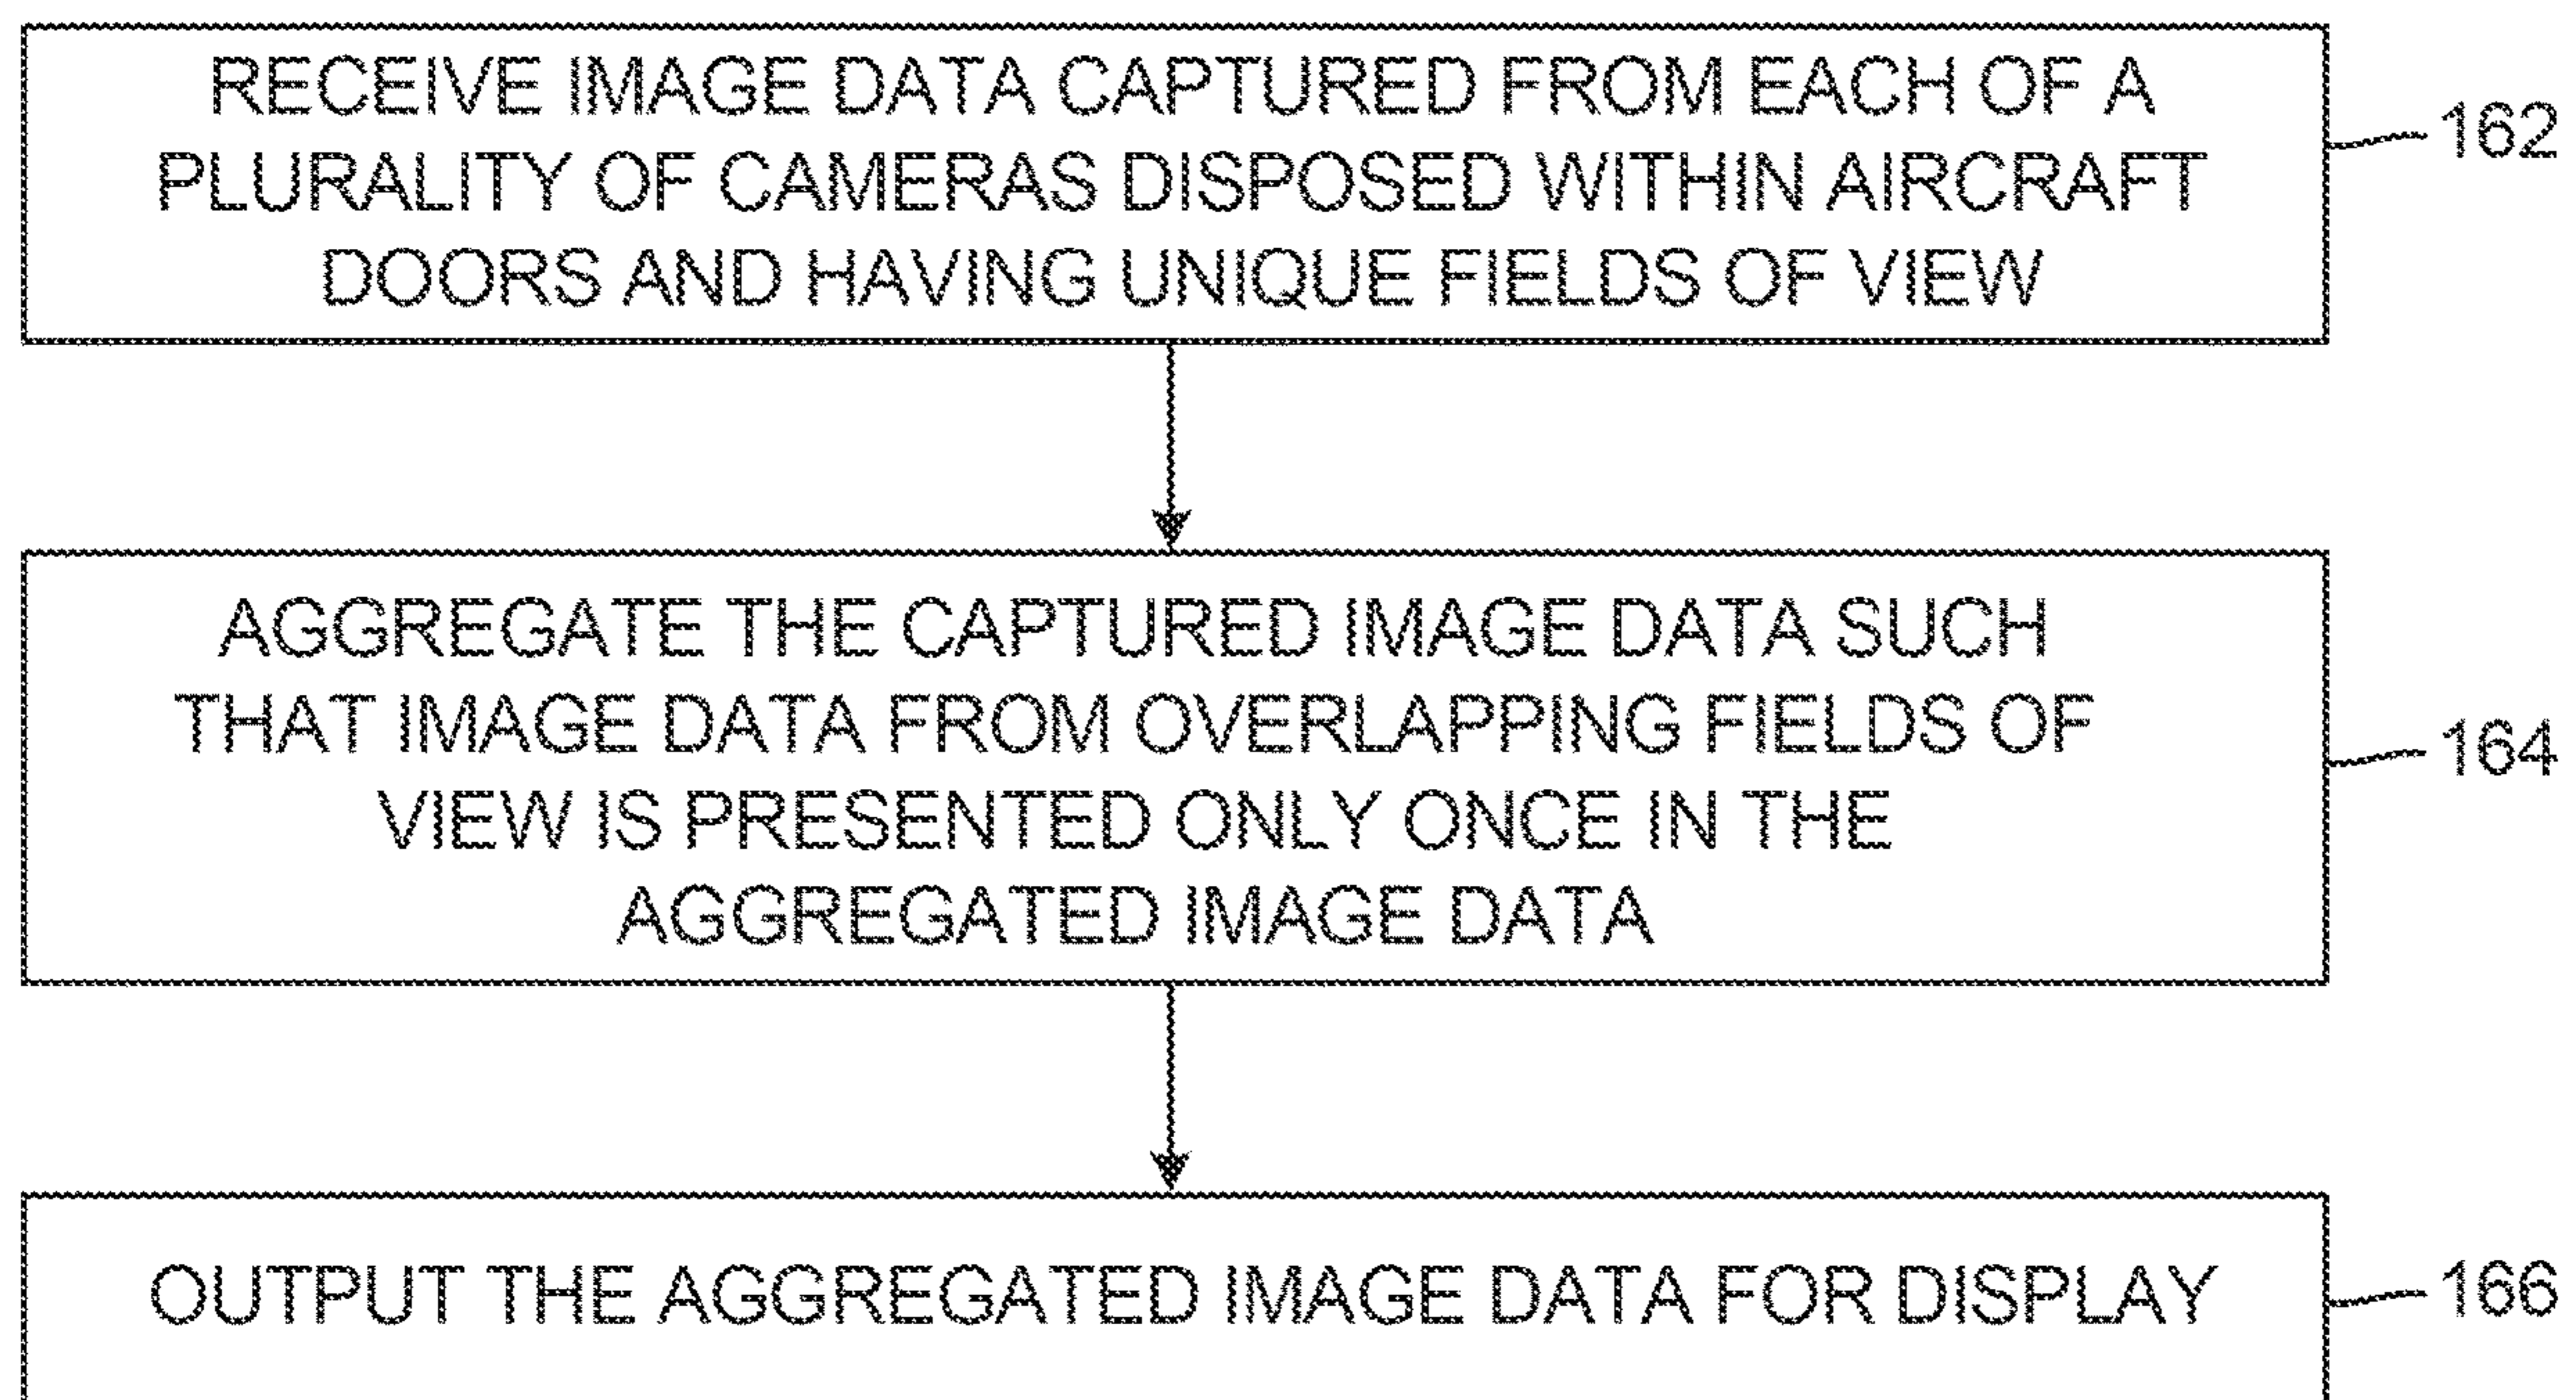 RECEIVE IMAGE DATA CAPTURED FROM EACH OF A
PLURALITY OF CAMERAS DISPOSED WITHIN AIRCRAFT
DOORS AND HAVING UNIQUE FIELDS OF VIEW
162
AGGREGATE THE CAPTURED IMAGE DATA SUCH
THAT IMAGE DATA FROM OVERLAPPING FIELDS OF
VIEW IS PRESENTED ONLY ONCE IN THE
AGGREGATED IMAGE DATA
164
OUTPUT THE AGGREGATED IMAGE DATA FOR DISPLAY
166